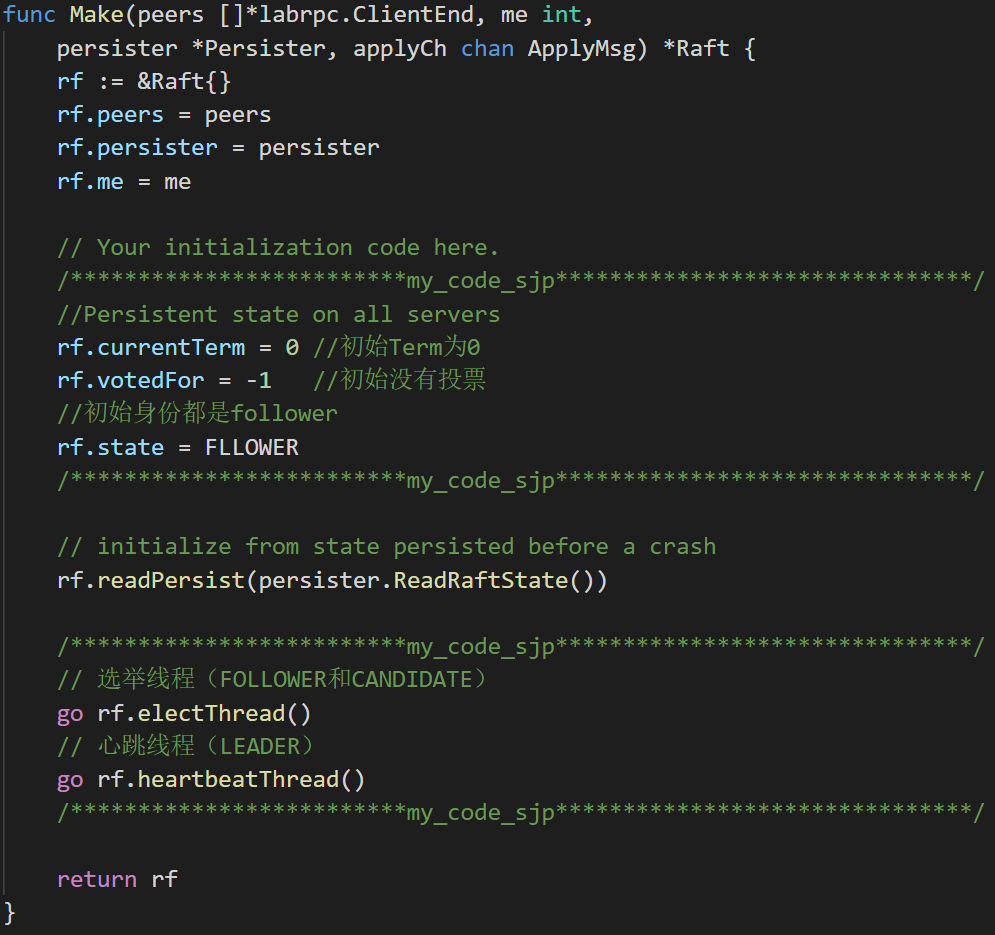 func Make(peers []*labrpc.ClientEnd, me int,
    persister *Persister, applyCh chan ApplyMsg) *Raft {
    rf := &Raft{}
    rf.peers = peers
    rf.persister = persister
    rf.me = me

    // Your initialization code here.
    /*************************my_code_sjp*******************************/
    //Persistent state on all servers
    rf.currentTerm = 0 //初始Term为0
    rf.votedFor = -1   //初始没有投票
    //初始身份都是follower
    rf.state = FLLOWER
    /*************************my_code_sjp*******************************/

    // initialize from state persisted before a crash
    rf.readPersist(persister.ReadRaftState())

    /*************************my_code_sjp*******************************/
    // 选举线程（FOLLOWER和CANDIDATE）
    go rf.electThread()
    // 心跳线程（LEADER）
    go rf.heartbeatThread()
    /*************************my_code_sjp*******************************/

    return rf
}